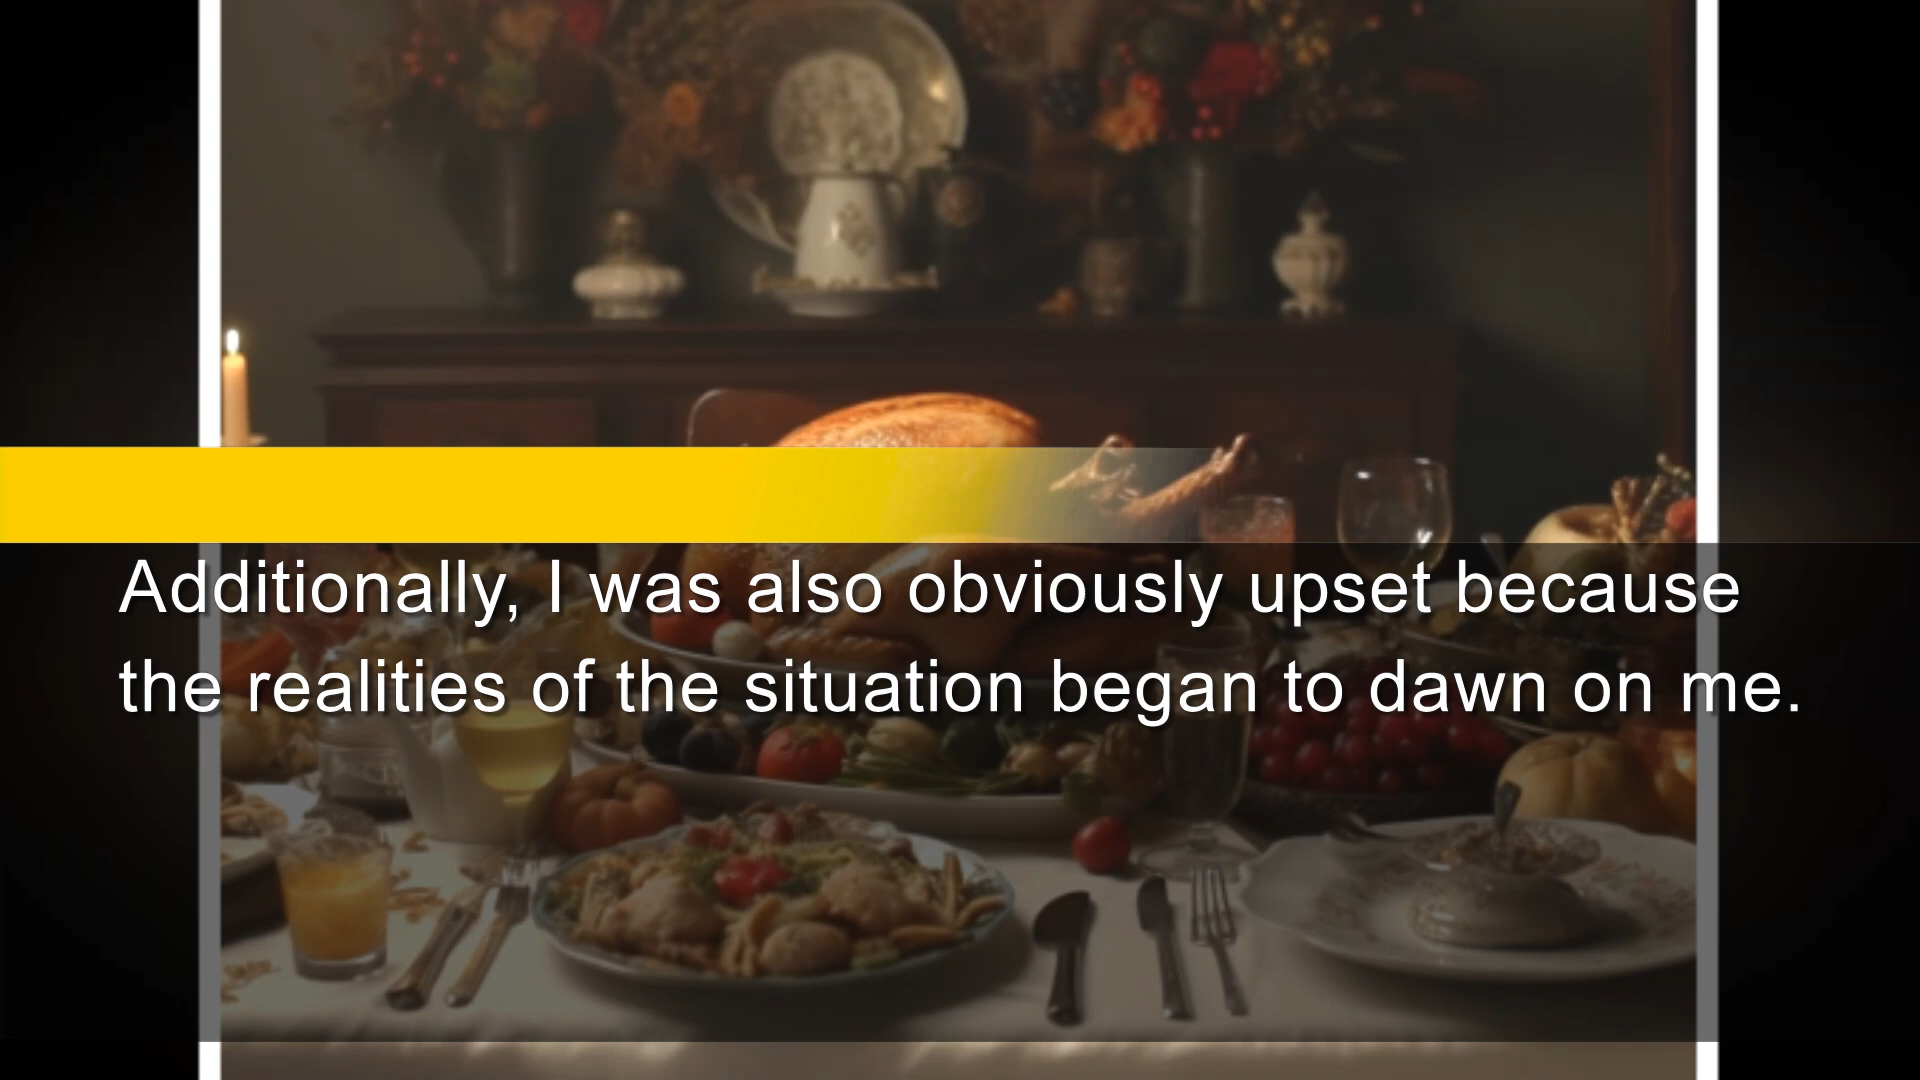 Additionally, I was also obviously upset because
the realities of the situation began to dawn on me.